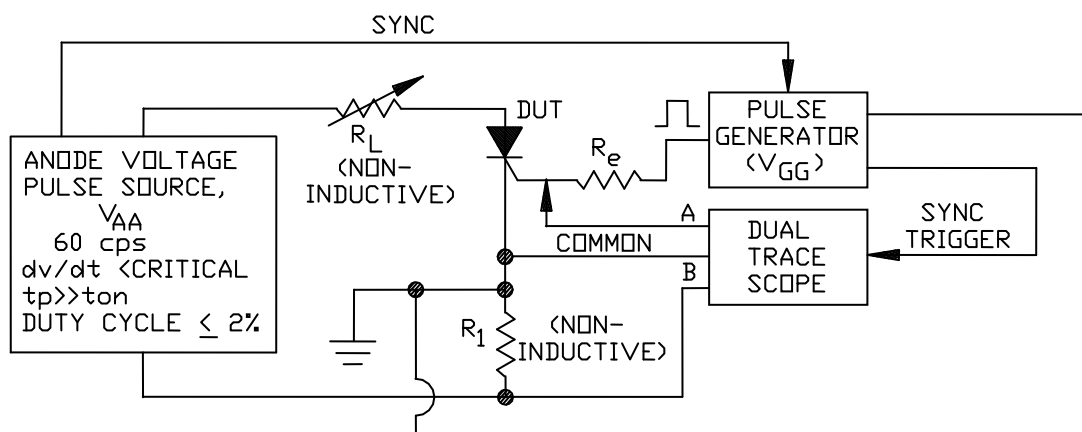 SYNC
DUT
R_L
(NON-
INDUCTIVE)
R_e
PULSE
GENERATOR
(V_GG)
ANODE VOLTAGE
PULSE SOURCE,
V_AA
60 cps
dv/dt <CRITICAL
tp>>ton
DUTY CYCLE ≤ 2%
A
COMMON
B
DUAL
TRACE
SCOPE
SYNC
TRIGGER
R_1
(NON-
INDUCTIVE)